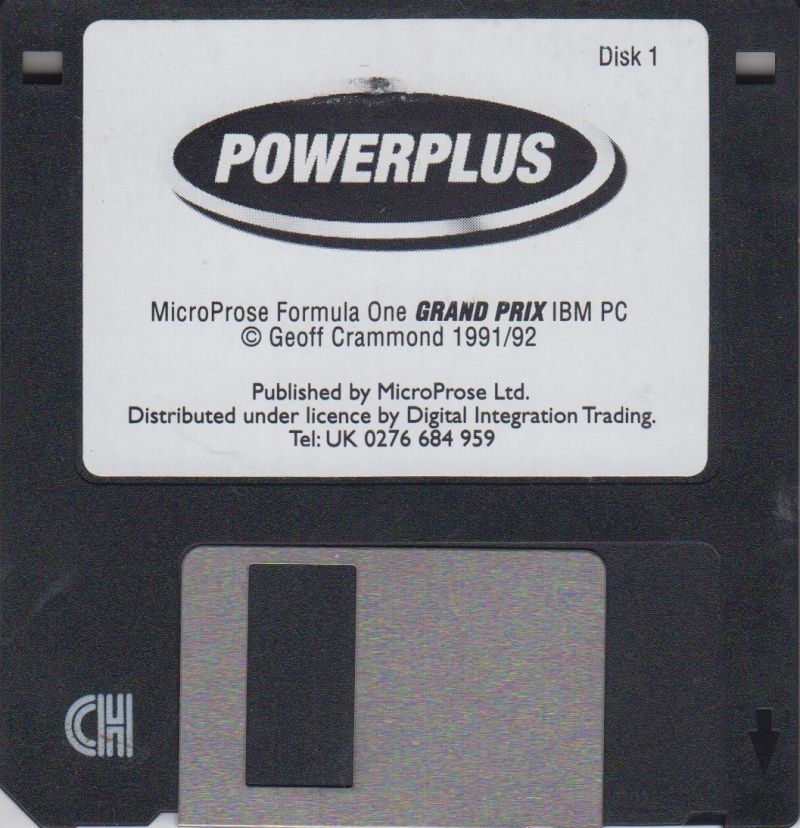 Disk 1
POWERPLUS
MicroProse Formula One GRAND PRIX IBM PC
© Geoff Crammond 1991/92
Published by MicroProse Ltd.
Distributed under licence by Digital Integration Trading.
Tel: UK 0276 684 959
CH